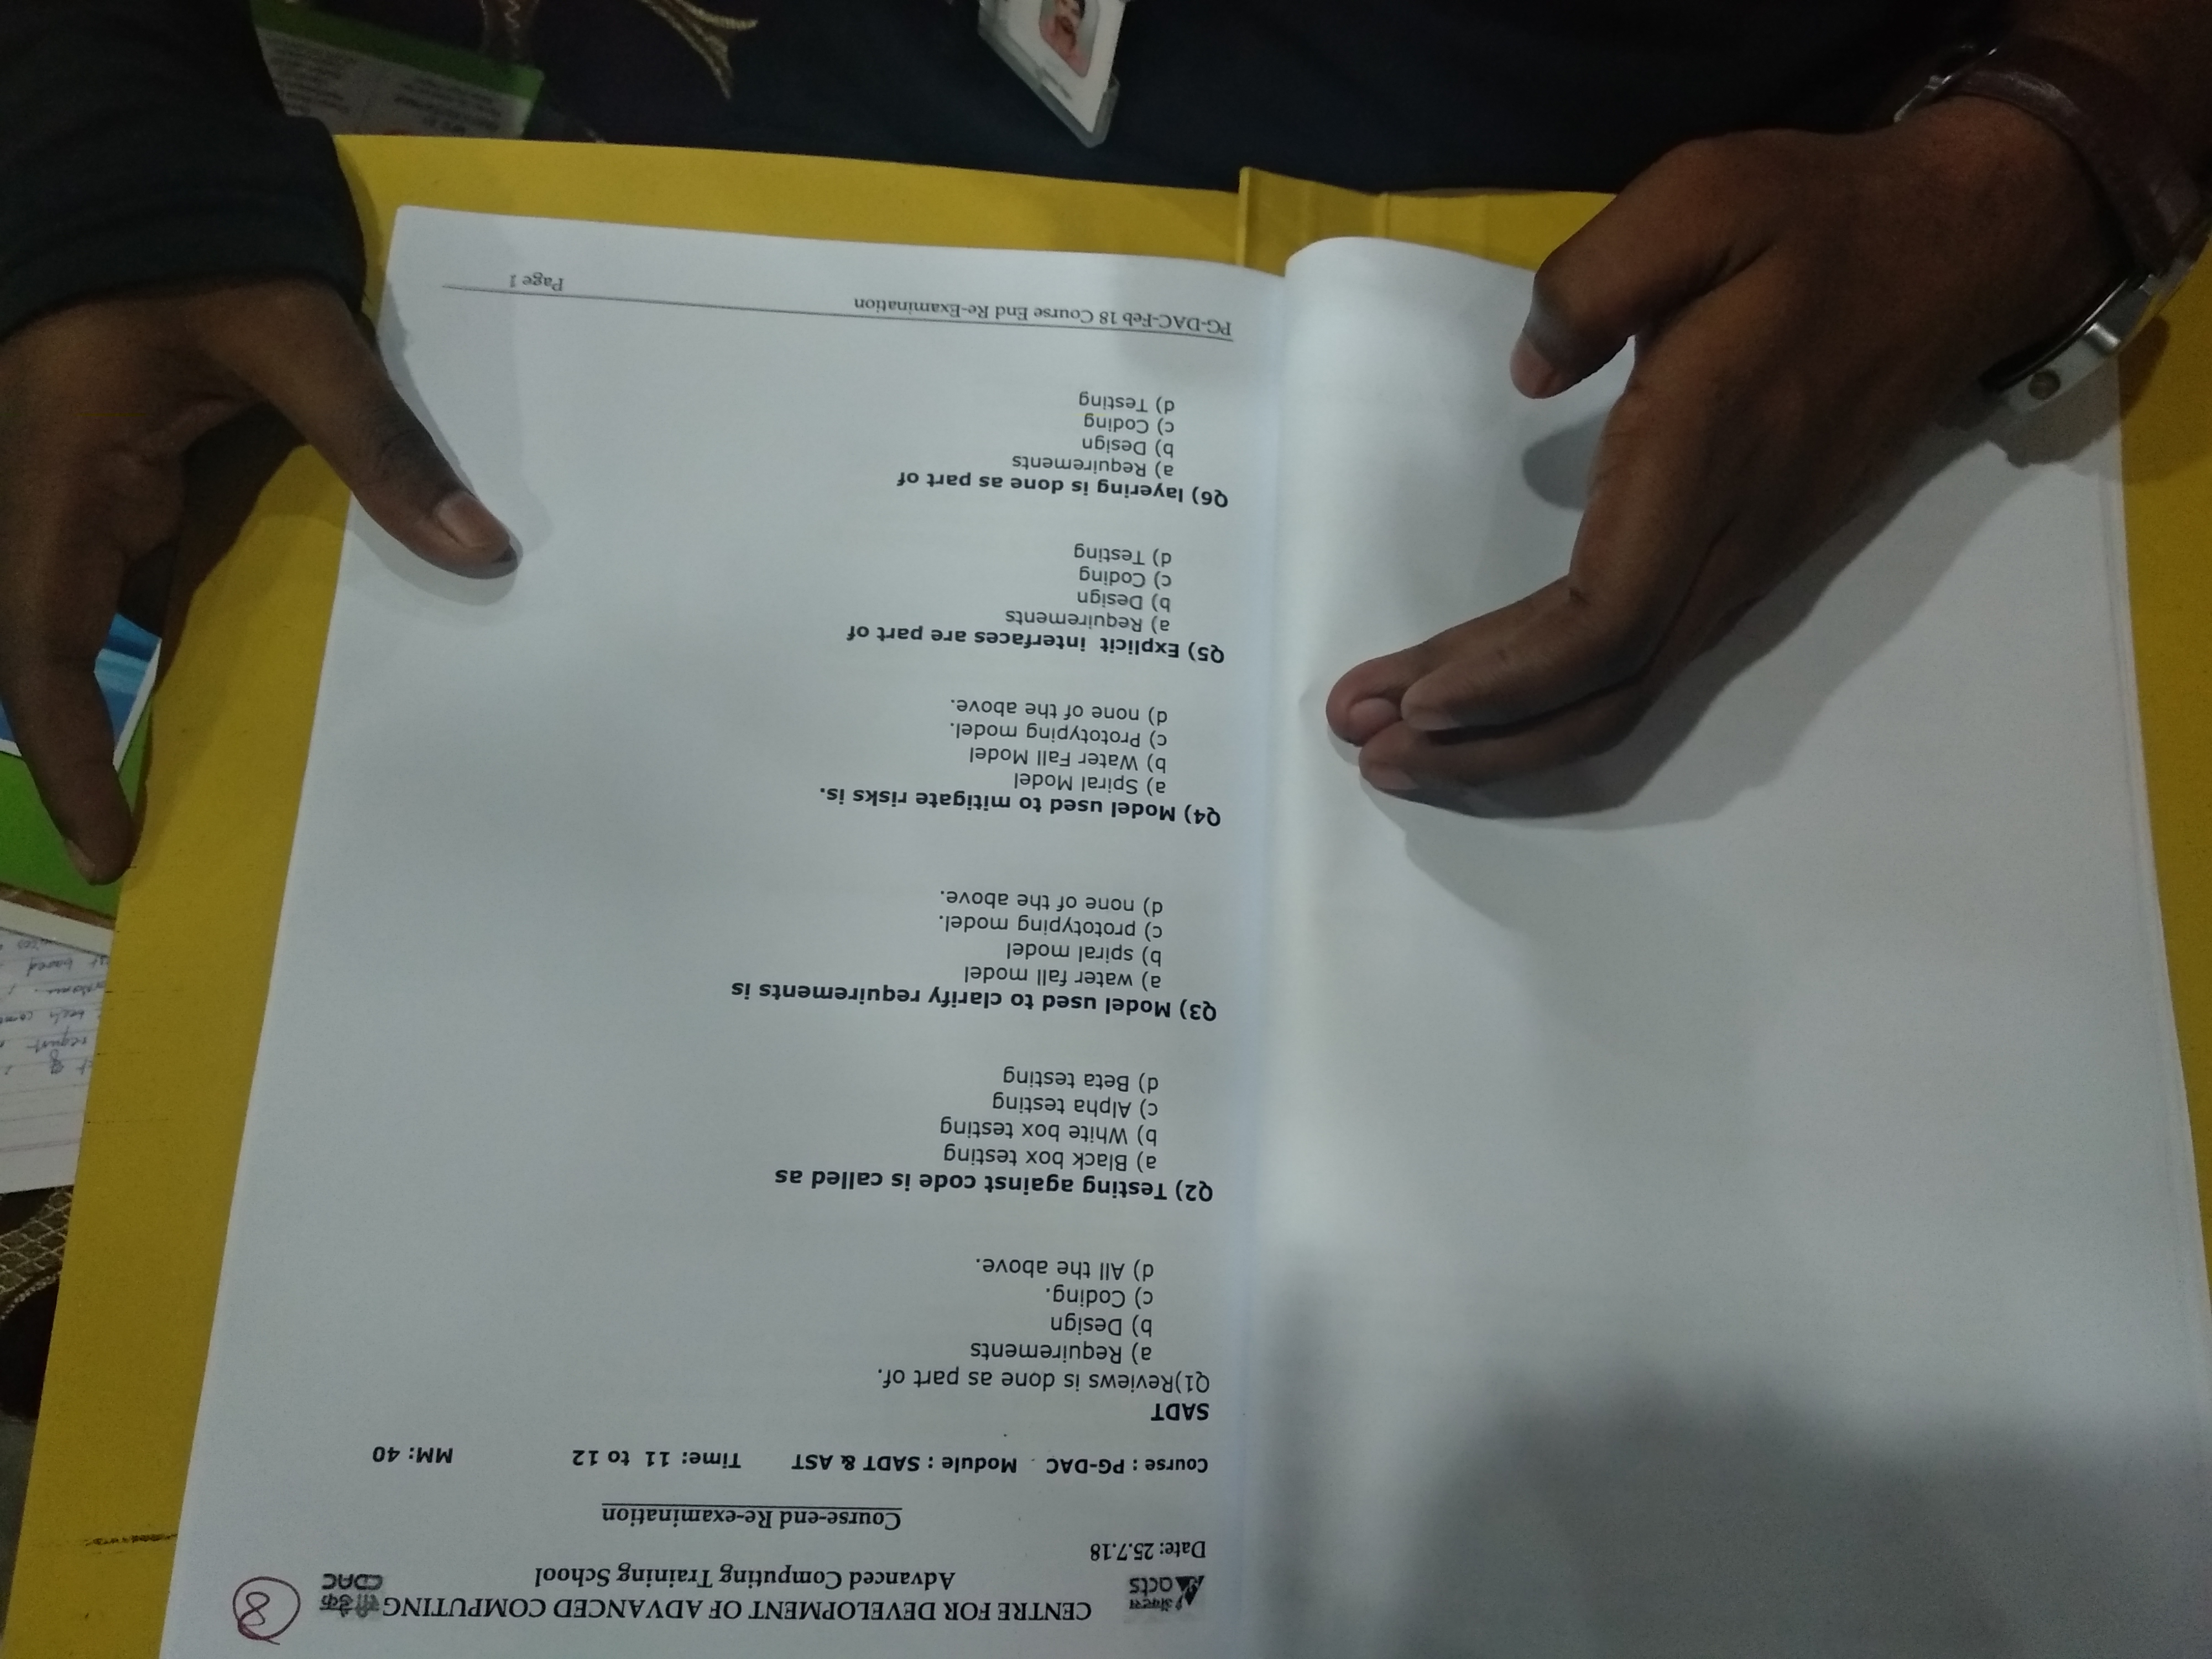 ॲक्टस
acts
CENTRE FOR DEVELOPMENT OF ADVANCED COMPUTING
सी डैक
CDAC
8
Advanced Computing Training School
Date: 25.7.18
Course-end Re-examination
Course : PG-DAC Module : SADT & AST Time: 11 to 12 MM: 40
SADT
Q1)Reviews is done as part of.
a) Requirements
b) Design
c) Coding.
d) All the above.
Q2) Testing against code is called as
a) Black box testing
b) White box testing
c) Alpha testing
d) Beta testing
Q3) Model used to clarify requirements is
a) water fall model
b) spiral model
c) prototyping model.
d) none of the above.
Q4) Model used to mitigate risks is.
a) Spiral Model
b) Water Fall Model
c) Prototyping model.
d) none of the above.
Q5) Explicit interfaces are part of
a) Requirements
b) Design
c) Coding
d) Testing
Q6) layering is done as part of
a) Requirements
b) Design
c) Coding
d) Testing
PG-DAC-Feb 18 Course End Re-Examination
Page 1
requst
tech
based